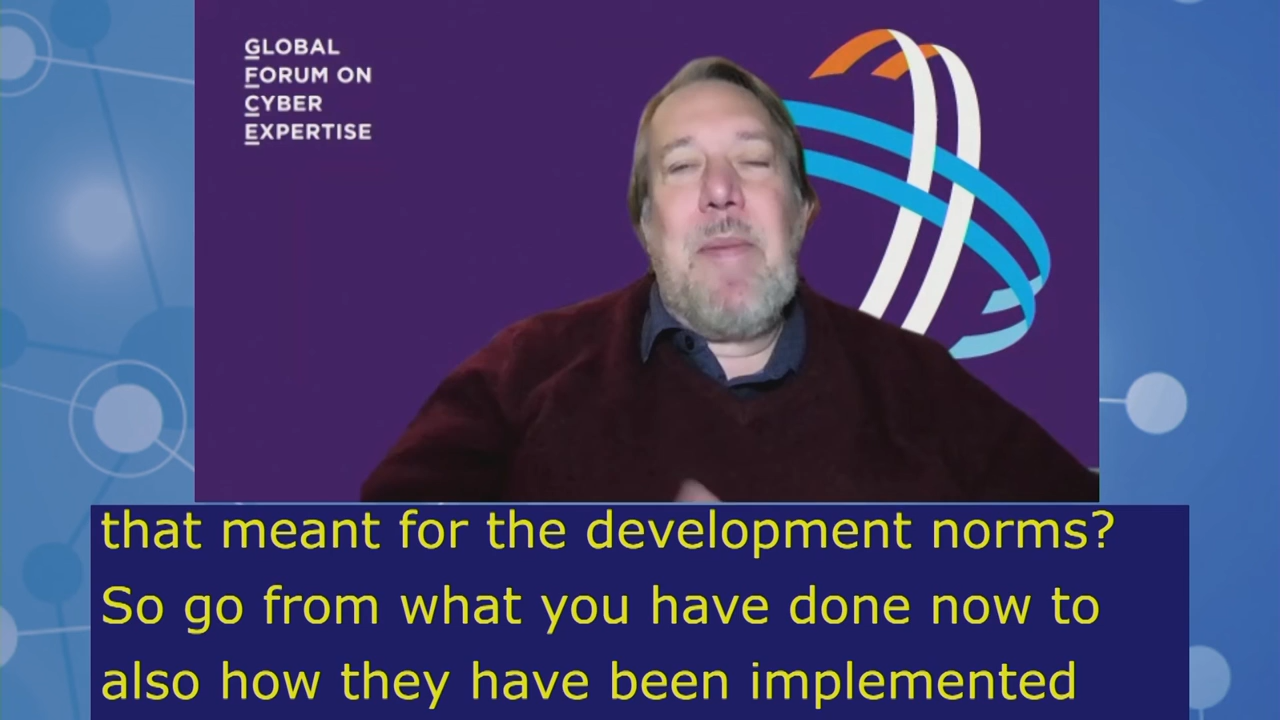 GLOBAL
FORUM ON
CYBER
EXPERTISE
that meant for the development norms?
So go from what you have done now to
also how they have been implemented